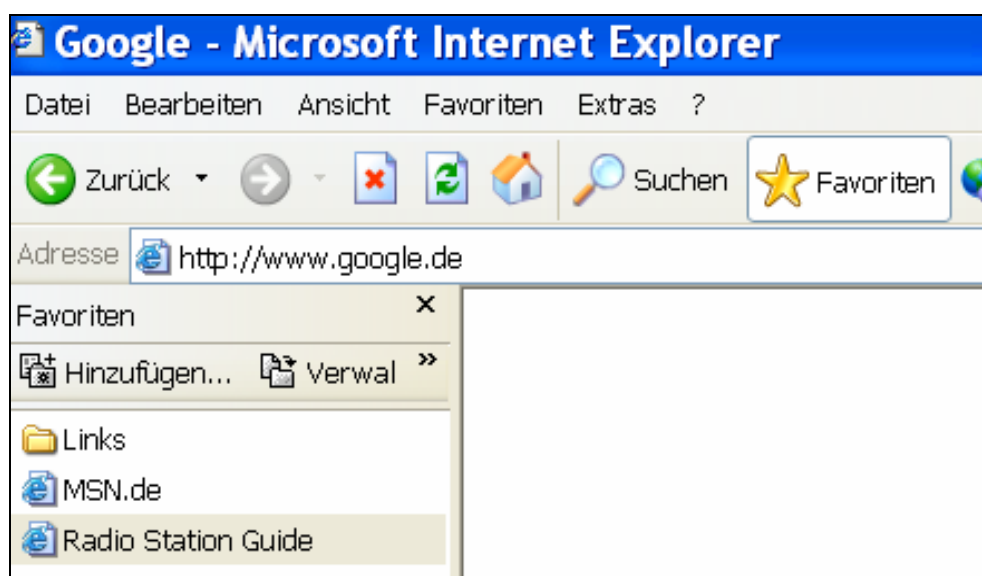 Google - Microsoft Internet Explorer
Datei Bearbeiten Ansicht Favoriten Extras ?
Zurück Suchen Favoriten
Adresse http://www.google.de
Favoriten
Hinzufügen... Verwal »
Links
MSN.de
Radio Station Guide